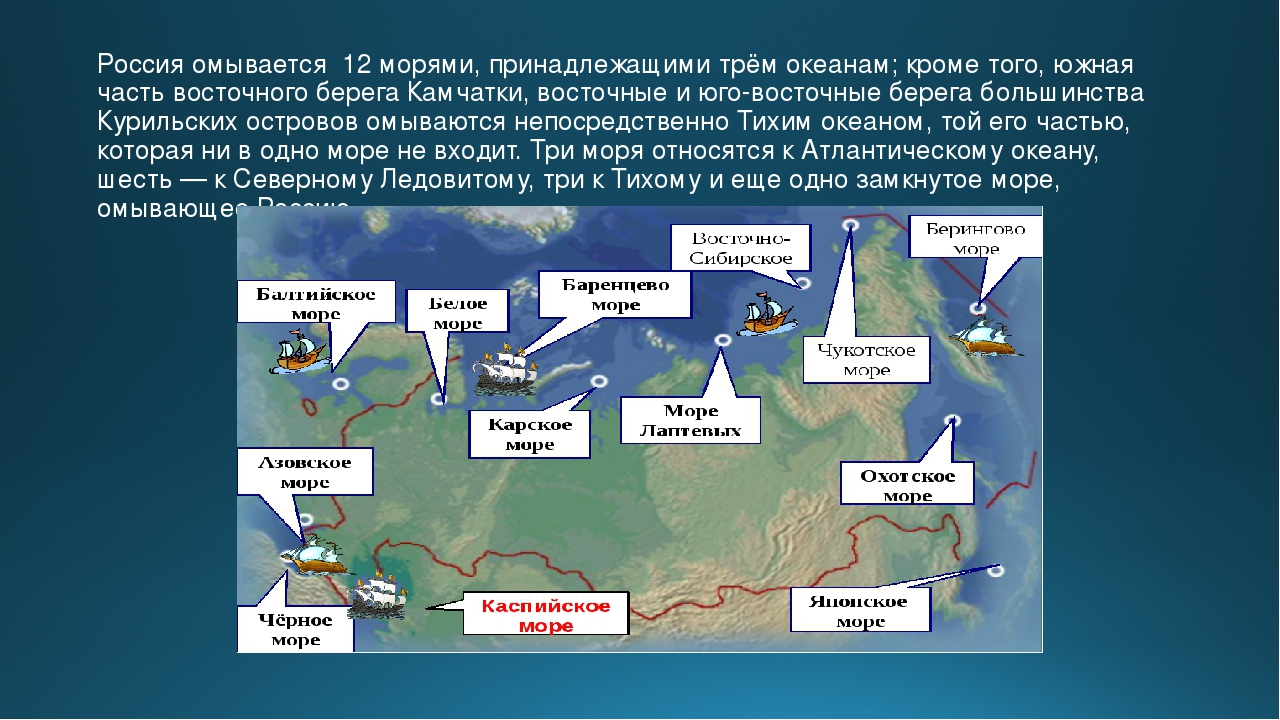 Россия омывается 12 морями, принадлежащими трём океанам; кроме того, южная
часть восточного берега Камчатки, восточные и юго-восточные берега большинства
Курильских островов омываются непосредственно Тихим океаном, той его частью,
которая ни в одно море не входит. Три моря относятся к Атлантическому океану,
шесть — к Северному Ледовитому, три к Тихому и еще одно замкнутое море,
омывающее Россию
Восточно-
Сибирское
Берингово
море
Балтийское
море
Белое
море
Баренцево
море
Чукотское
море
Карское
море
Море
Лаптевых
Азовское
море
Охотское
море
Чёрное
море
Каспийское
море
Японское
море